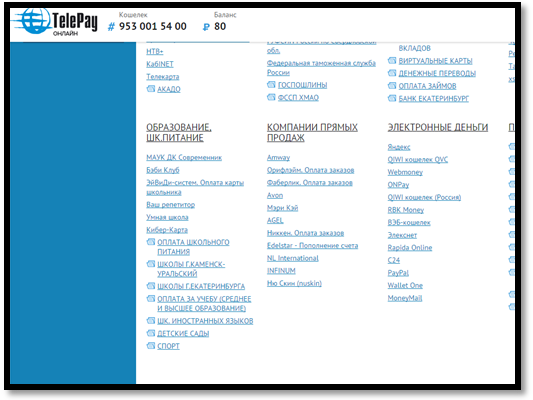 TelePay
ОНЛАЙН
Кошелек
# 953 001 54 00
Баланс
₽ 80
НТВ+
КабiNET
Телекарта
АКАДО
обл.
Федеральная таможенная служба
России
ГОСПОШЛИНЫ
ФССП ХМАО
ВКЛАДОВ
ВИРТУАЛЬНЫЕ КАРТЫ
ДЕНЕЖНЫЕ ПЕРЕВОДЫ
ОПЛАТА ЗАЙМОВ
БАНК ЕКАТЕРИНБУРГ
ОБРАЗОВАНИЕ,
ШК.ПИТАНИЕ
МАУК ДК Современник
Бэби Клуб
ЭйВиДи-систем. Оплата карты
школьника
Ваш репетитор
Умная школа
Кибер-Карта
ОПЛАТА ШКОЛЬНОГО
ПИТАНИЯ
ШКОЛЫ Г.КАМЕНСК-
УРАЛЬСКИЙ
ШКОЛЫ Г.ЕКАТЕРИНБУРГА
ОПЛАТА ЗА УЧЕБУ (СРЕДНЕЕ
И ВЫСШЕЕ ОБРАЗОВАНИЕ)
ШК. ИНОСТРАННЫХ ЯЗЫКОВ
ДЕТСКИЕ САДЫ
СПОРТ
КОМПАНИИ ПРЯМЫХ
ПРОДАЖ
Amway
Орифлэйм. Оплата заказов
Фаберлик. Оплата заказов
Avon
Мэри Кэй
AGEL
Никкен. Оплата заказов
Edelstar - Пополнение счета
NL International
INFINUM
Ню Скин (nuskin)
ЭЛЕКТРОННЫЕ ДЕНЬГИ
Яндекс
QIWI кошелек QVC
Webmoney
ONPay
QIWI кошелек (Россия)
RBK Money
ВЭБ-кошелек
Элекснет
Rapida Online
C24
PayPal
Wallet One
MoneyMail